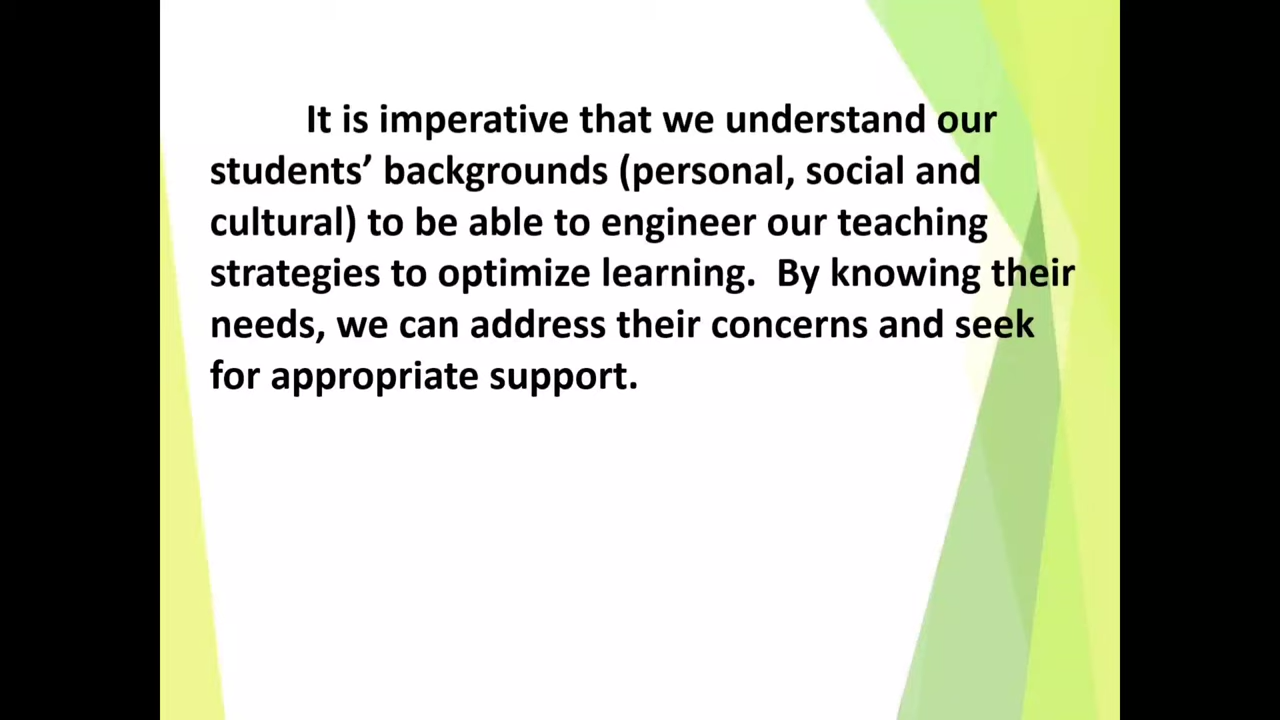 It is imperative that we understand our
students’ backgrounds (personal, social and
cultural) to be able to engineer our teaching
strategies to optimize learning.  By knowing their
needs, we can address their concerns and seek
for appropriate support.